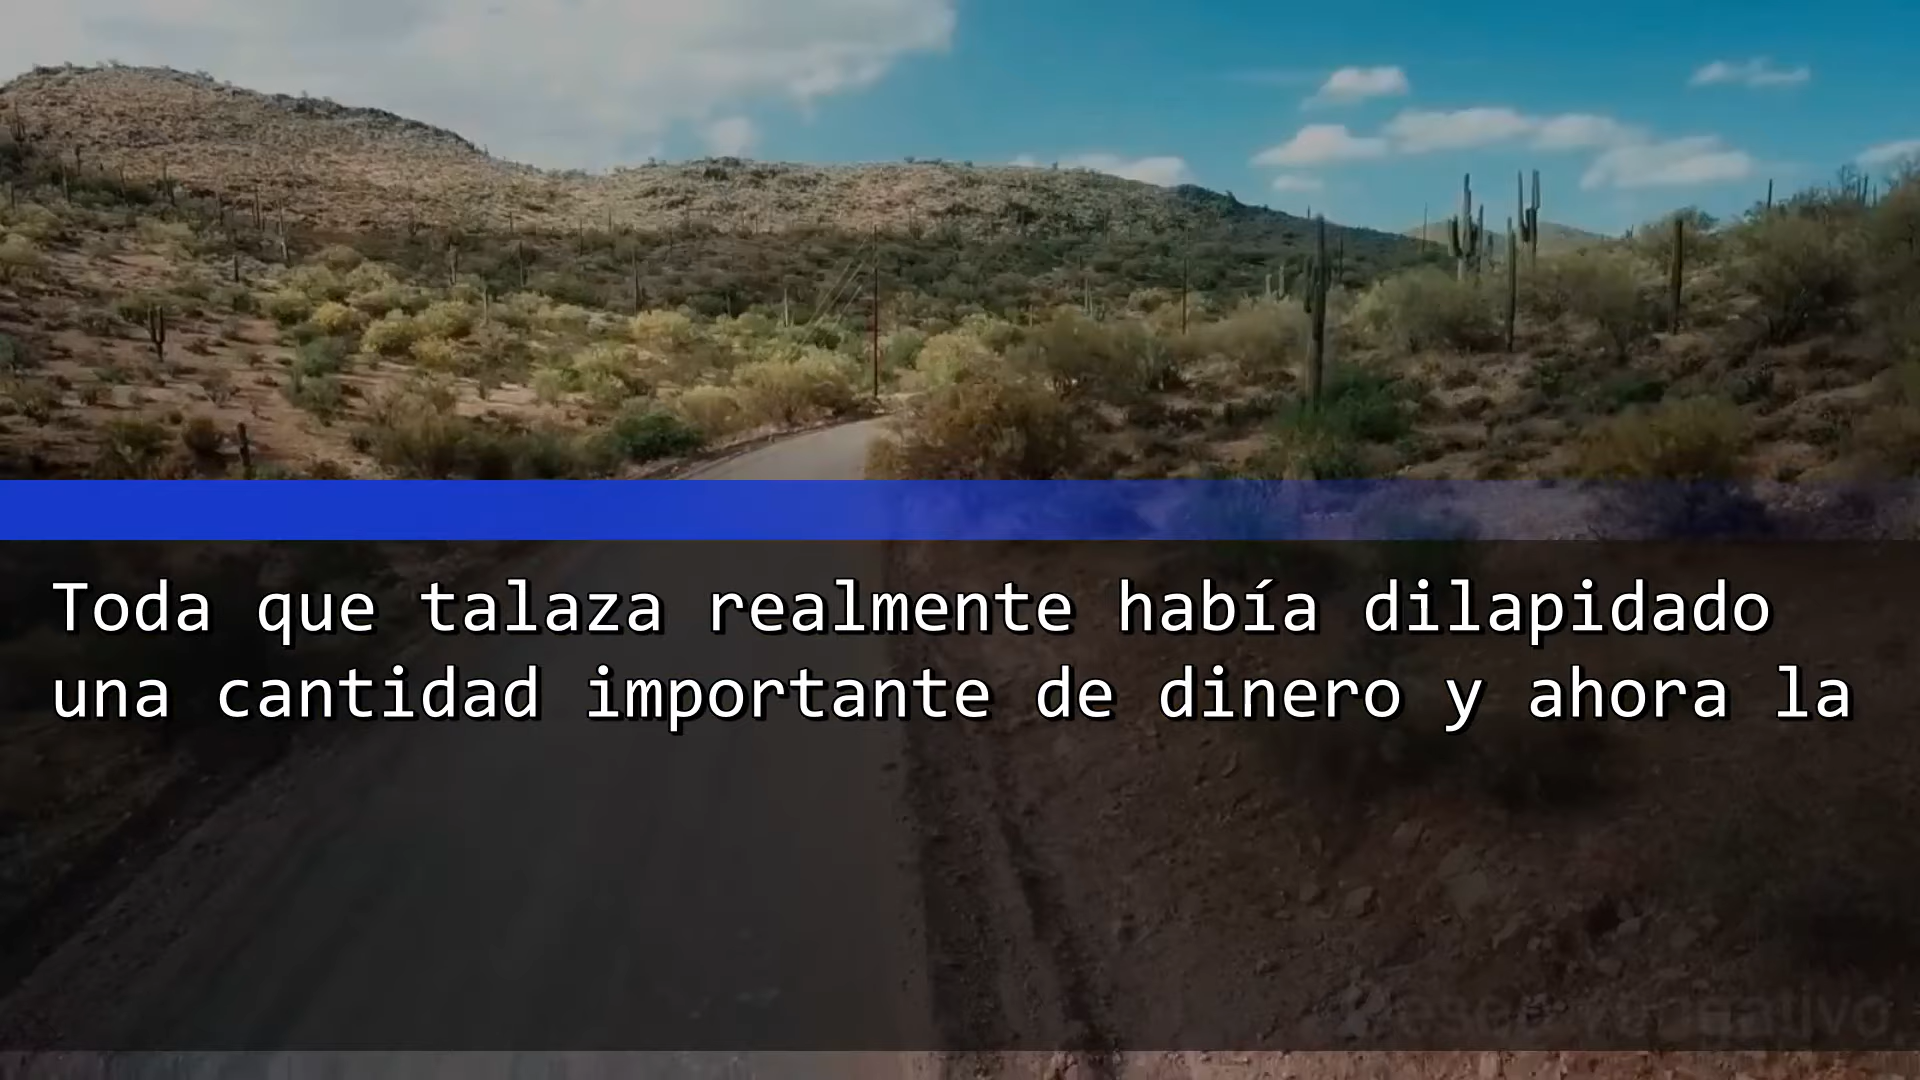 Toda que talaza realmente había dilapidado
una cantidad importante de dinero y ahora la